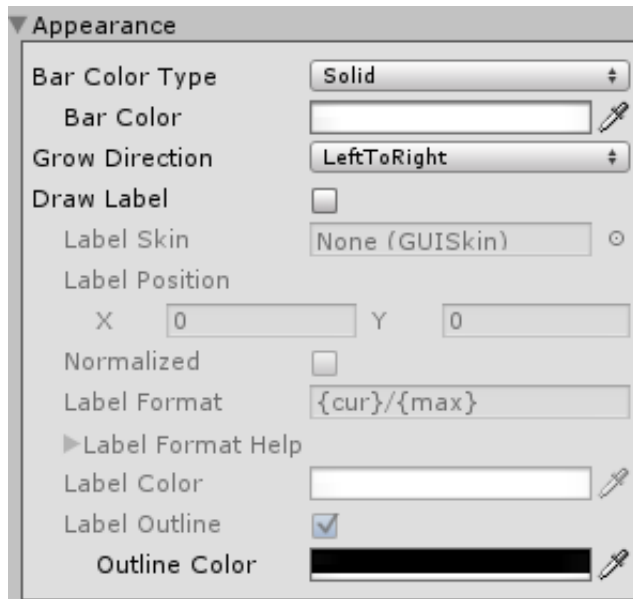 Appearance
Bar Color Type Solid
Bar Color
Grow Direction LeftToRight
Draw Label
Label Skin None (GUISkin)
Label Position
X 0 Y 0
Normalized
Label Format {cur}/{max}
Label Format Help
Label Color
Label Outline
Outline Color